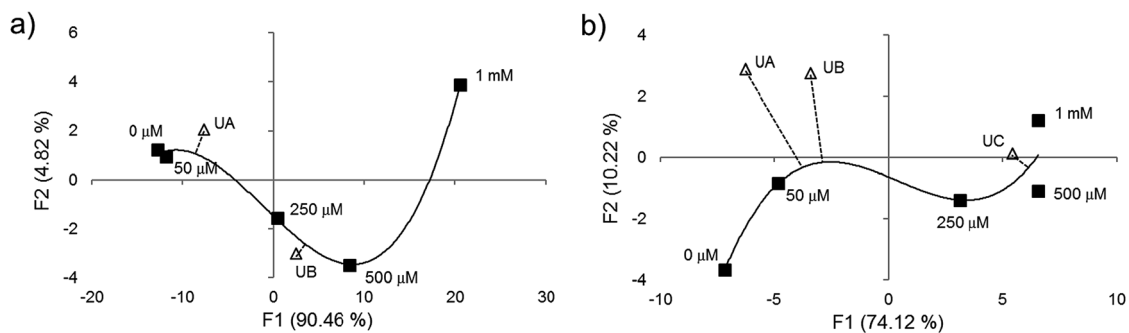 a)
6
4
2
0
-2
-4
-20
-10
0
10
20
30
F2 (4.82 %)
F1 (90.46 %)
0 µM
50 µM
UA
250 µM
UB
500 µM
1 mM
b)
4
2
0
-2
-4
-10
-5
0
5
10
F2 (10.22 %)
F1 (74.12 %)
UA
UB
UC
1 mM
500 µM
50 µM
250 µM
0 µM